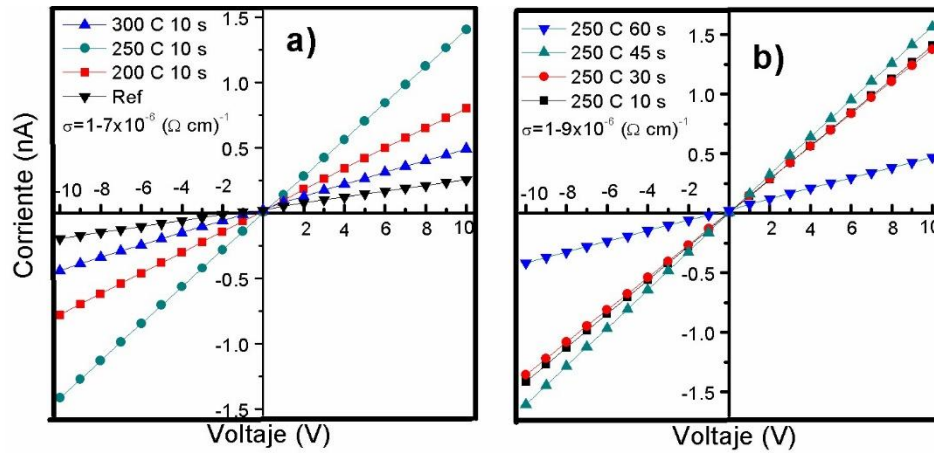 Corriente (nA)
a)
300 C 10 s
250 C 10 s
200 C 10 s
Ref
σ=1-7x10⁻⁶ (Ω cm)⁻¹
1.5
1.0
0.5
-10 -8 -6 -4 -2 2 4 6 8 10
-0.5
-1.0
-1.5
Voltaje (V)
b)
250 C 60 s
250 C 45 s
250 C 30 s
250 C 10 s
σ=1-9x10⁻⁶ (Ω cm)⁻¹
1.5
1.0
0.5
-10 -8 -6 -4 -2 2 4 6 8 10
-0.5
-1.0
-1.5
Voltaje (V)